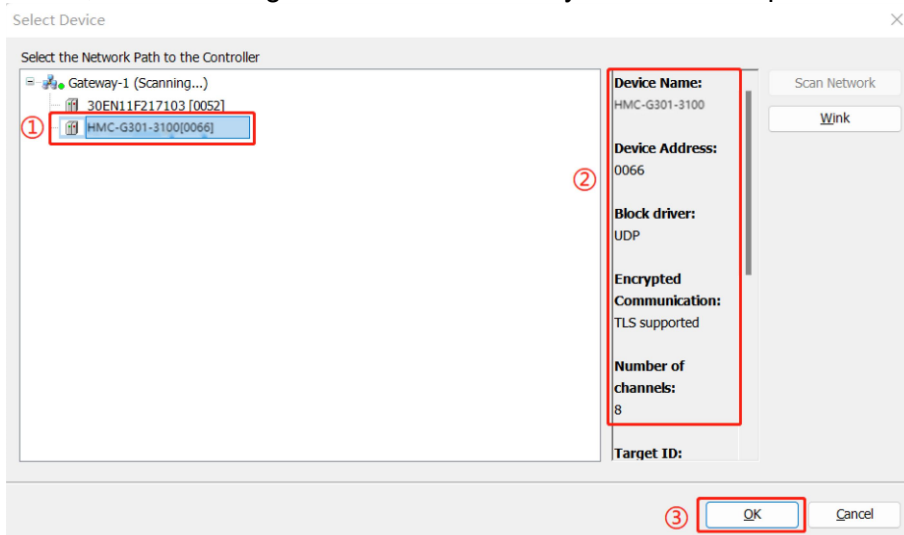 Select Device
Select the Network Path to the Controller
Gateway-1 (Scanning...)
30EN11F217103 [0052]
① HMC-G301-3100[0066]
②
Device Name:
HMC-G301-3100
Device Address:
0066
Block driver:
UDP
Encrypted
Communication:
TLS supported
Number of
channels:
8
Target ID:
Scan Network
Wink
③ OK
Cancel